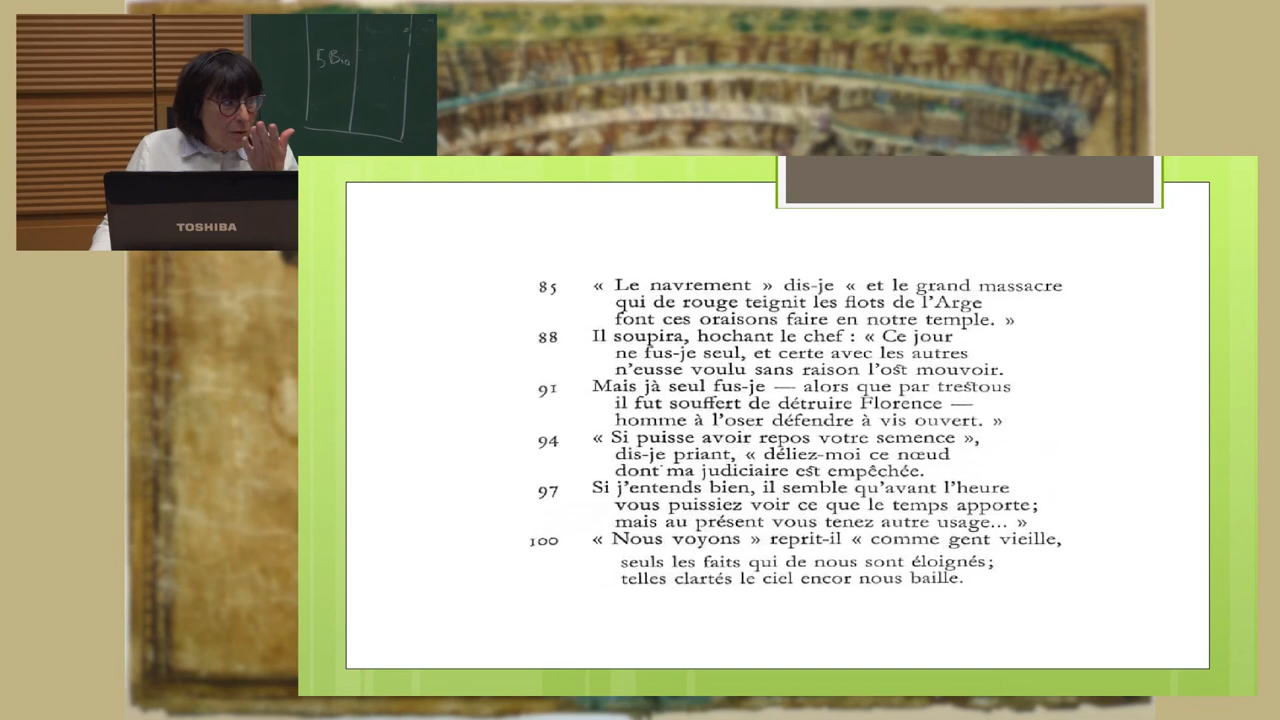 5 Bio
TOSHIBA
85 « Le navrement » dis-je « et le grand massacre
qui de rouge teignit les flots de l'Arge
font ces oraisons faire en notre temple. »
88 Il soupira, hochant le chef : « Ce jour
ne fus-je seul, et certe avec les autres
n'eusse voulu sans raison l'ost mouvoir.
91 Mais jà seul fus-je — alors que par trestous
il fut souffert de détruire Florence —
homme à l'oser défendre à vis ouvert. »
94 « Si puisse avoir repos votre semence »,
dis-je priant, « déliez-moi ce nœud
dont ma judiciaire est empêchée.
97 Si j'entends bien, il semble qu'avant l'heure
vous puissiez voir ce que le temps apporte;
mais au présent vous tenez autre usage... »
100 « Nous voyons » reprit-il « comme gent vieille,
seuls les faits qui de nous sont éloignés;
telles clartés le ciel encor nous baille.